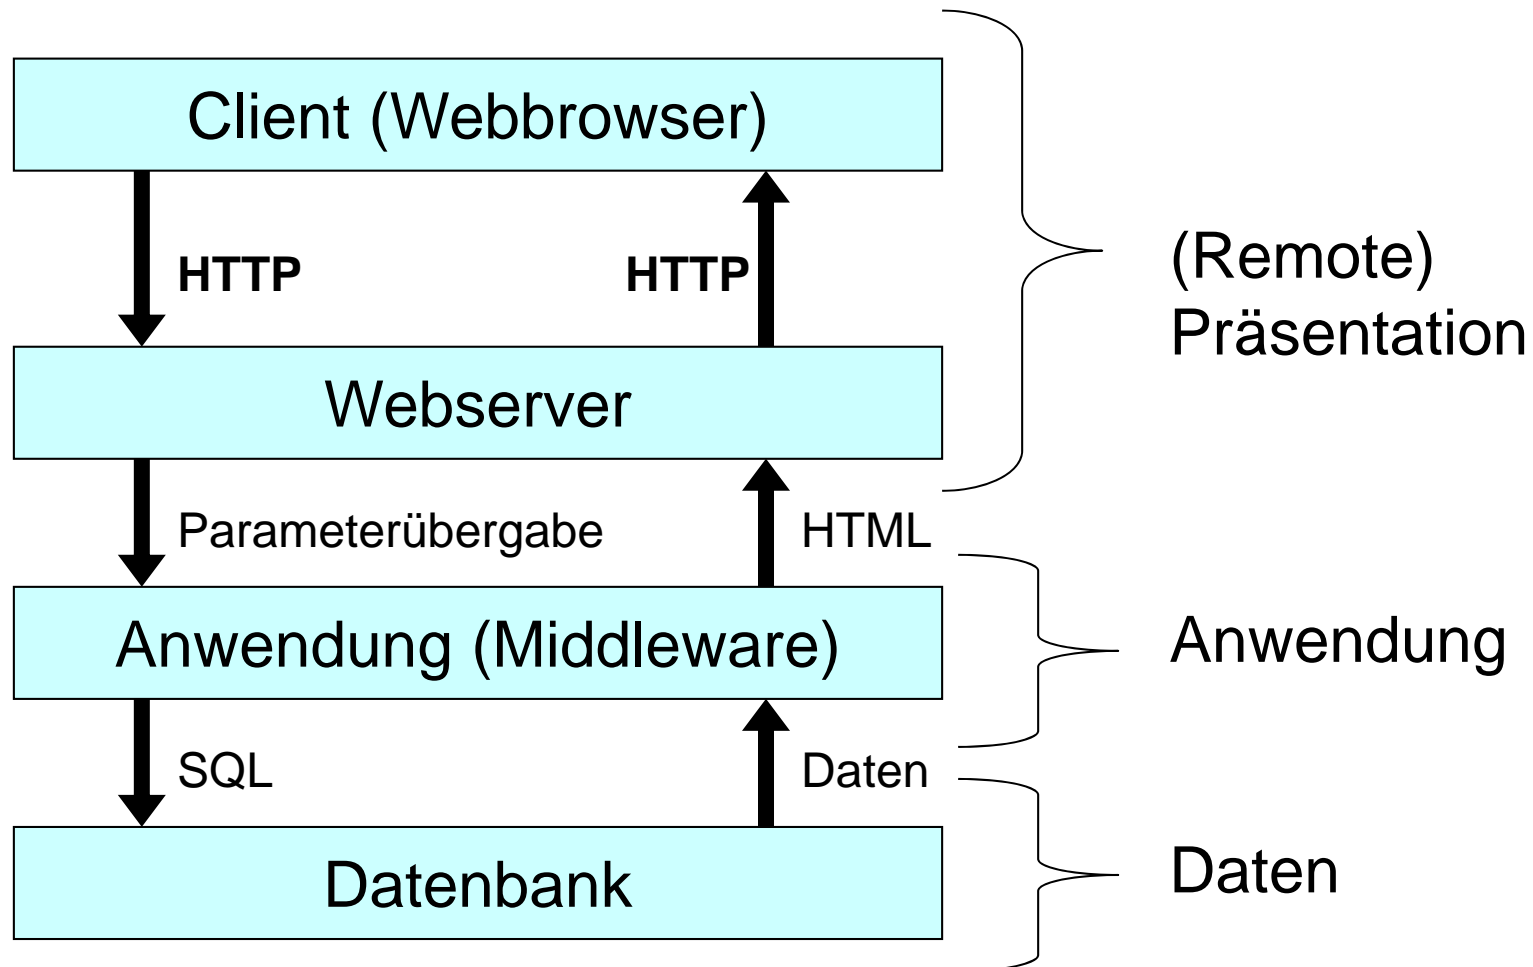 Client (Webbrowser)
HTTP
HTTP
(Remote)
Präsentation
Webserver
Parameterübergabe
HTML
Anwendung (Middleware)
Anwendung
SQL
Daten
Datenbank
Daten